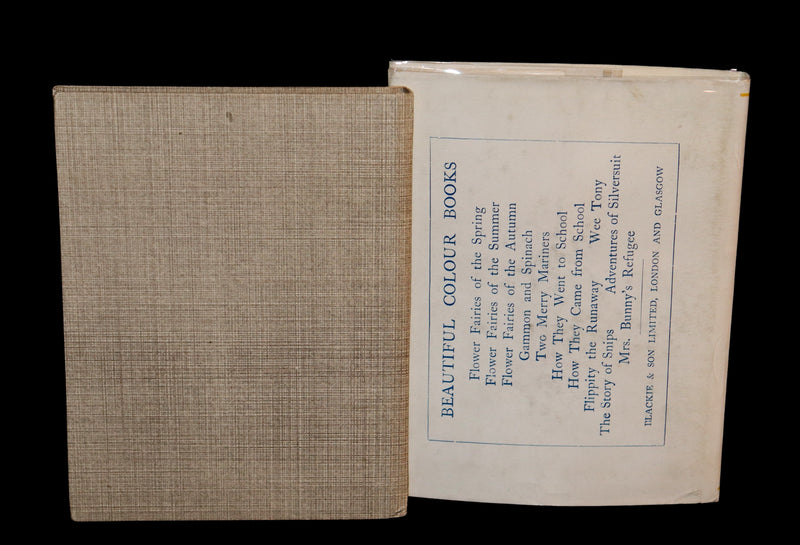 BEAUTIFUL COLOUR BOOKS
Flower Fairies of the Spring
Flower Fairies of the Summer
Flower Fairies of the Autumn
Gammon and Spinach
Two Merry Mariners
How They Went to School
How They Came from School
Flippity the Runaway Wee Tony
The Story of Snips Adventures of Silversuit
Mrs. Bunny's Refugee
BLACKIE & SON LIMITED, LONDON AND GLASGOW